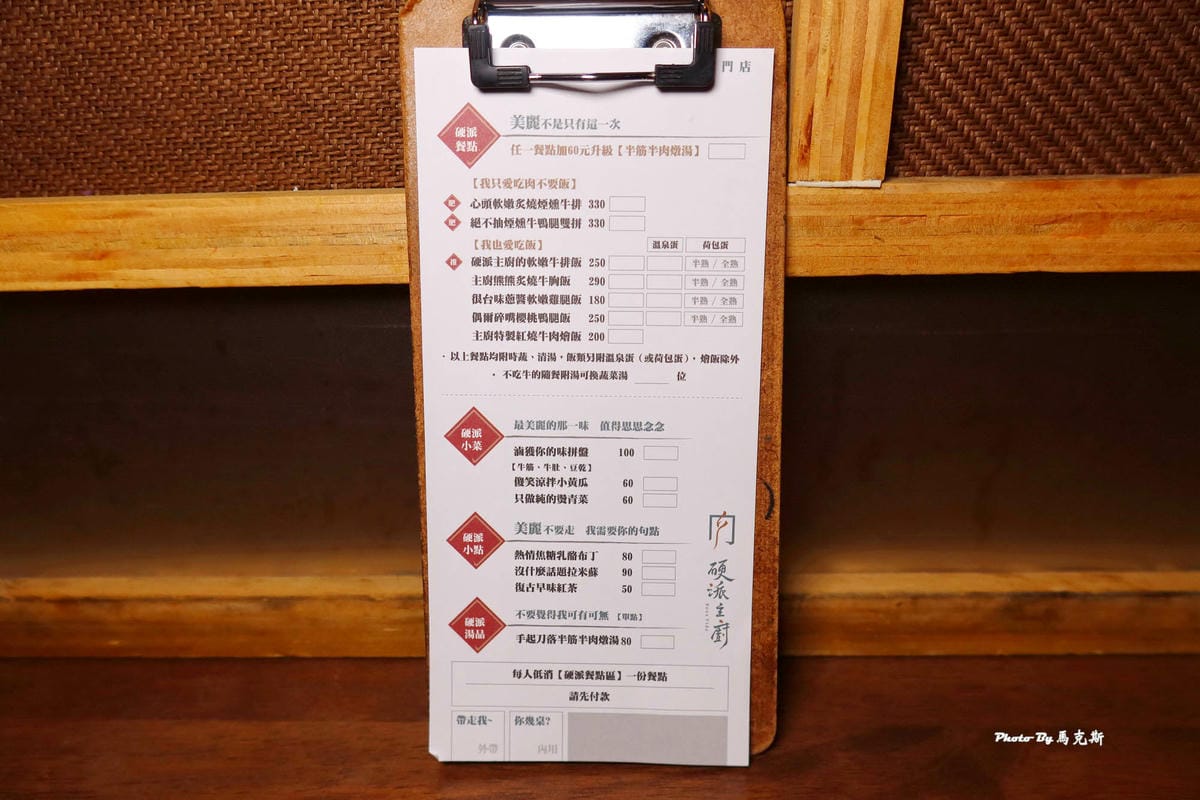 門店
硬派
餐點
美麗不是只有這一次
任一餐點加60元升級【半筋半肉燉湯】
【我只愛吃肉不要飯】
肥 心頭軟嫩炙燒煙燻牛排 330
肥 絕不抽煙燻牛鴨腿雙拼 330
【我也愛吃飯】 溫泉蛋 荷包蛋
推 硬派主廚的軟嫩牛排飯 250 半熟 / 全熟
主廚熊熊炙燒牛胸飯 290 半熟 / 全熟
很台味蔥醬軟嫩雞腿飯 180 半熟 / 全熟
偶爾碎嘴櫻桃鴨腿飯 250 半熟 / 全熟
主廚特製紅燒牛肉燴飯 200
・以上餐點均附時蔬、清湯，飯類另附溫泉蛋（或荷包蛋）・燴飯除外
・ 不吃牛的隨餐附湯可換蔬菜湯 ＿＿＿ 位
硬派
小菜
最美麗的那一味 值得思思念念
滷獲你的味拼盤 100
【牛筋、牛肚、豆乾】
傻笑涼拌小黃瓜 60
只做純的燙青菜 60
硬派
小點
美麗不要走 我需要你的句點
熱情焦糖乳酪布丁 80
沒什麼話題拉米蘇 90
復古早味紅茶 50
肉
硬派主廚
硬派
湯品
不要覺得我可有可無 【單點】
手起刀落半筋半肉燉湯 80
每人低消【硬派餐點區】一份餐點
請先付款
帶走我~ 你幾桌?
外帶 內用
Photo By 馬克斯